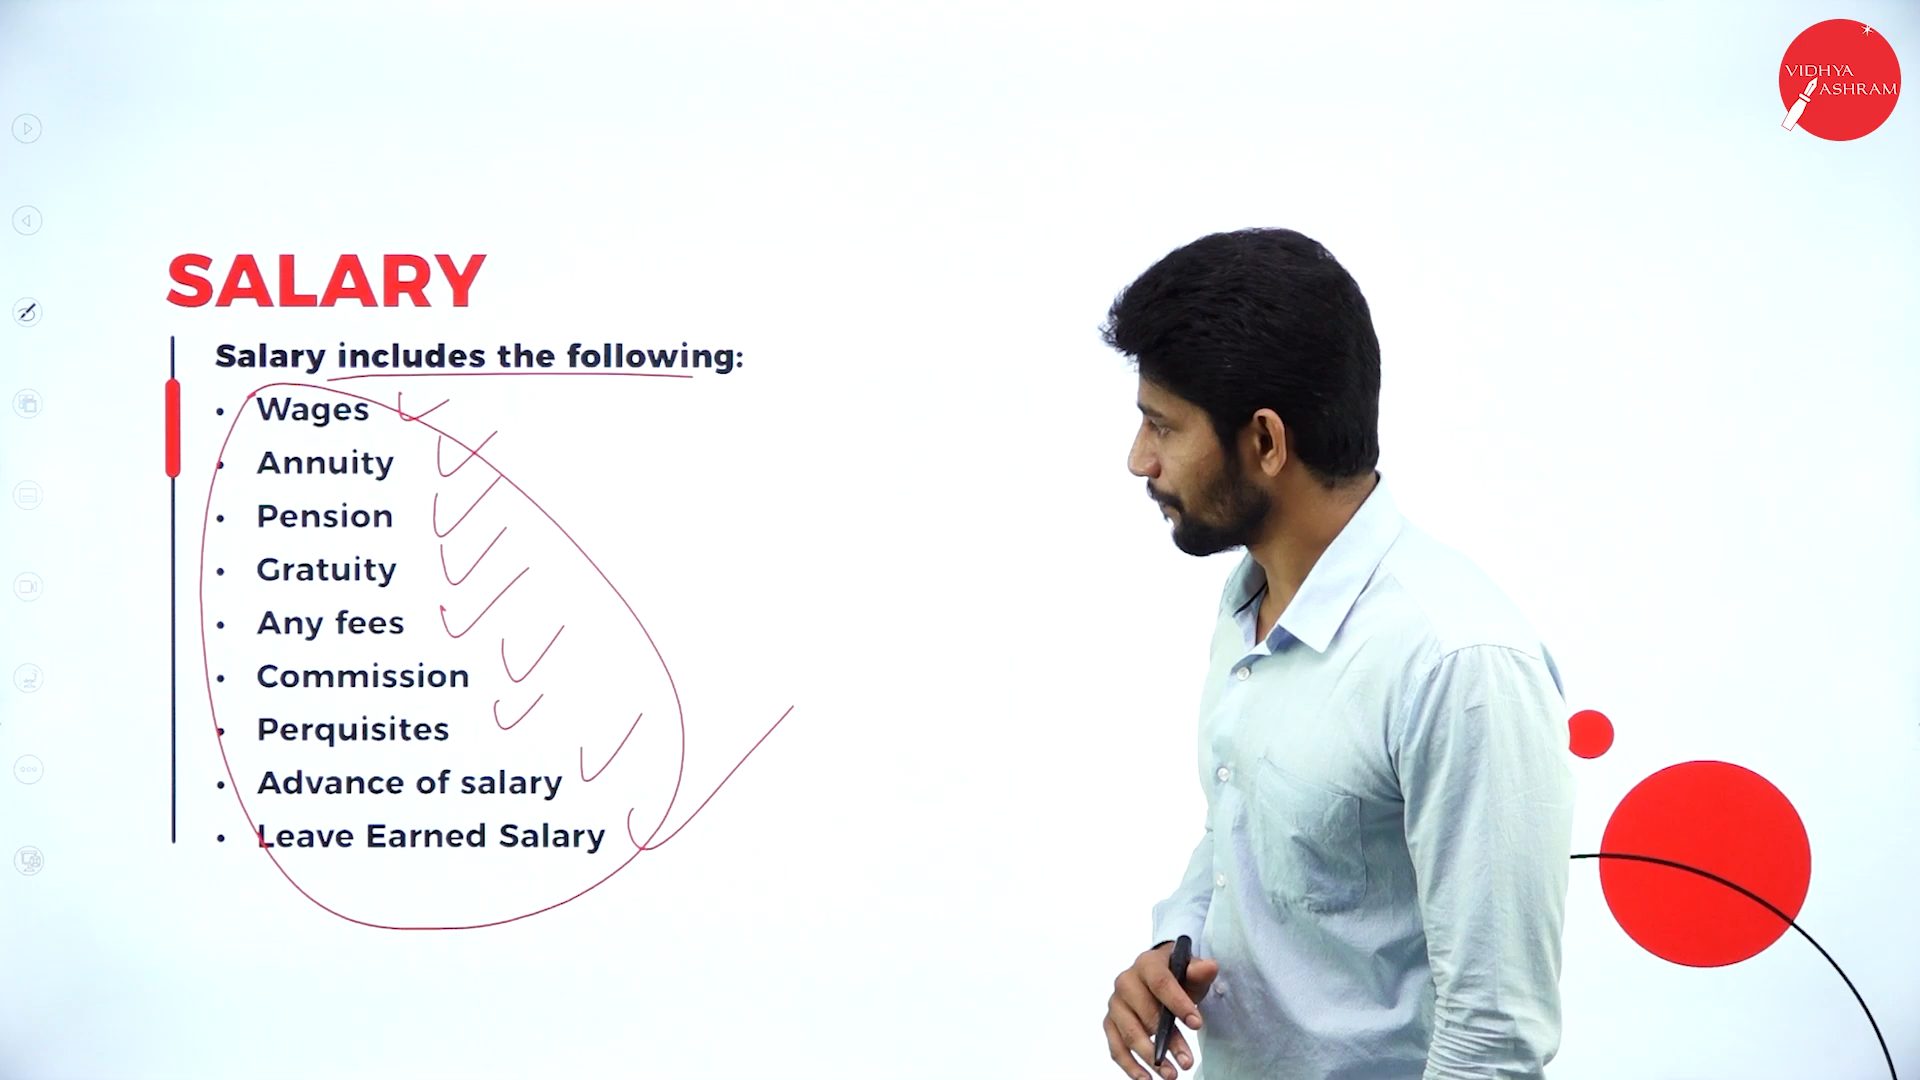 VIDHYA
ASHRAM
SALARY
Salary includes the following:
• Wages
• Annuity
• Pension
• Gratuity
• Any fees
• Commission
• Perquisites
• Advance of salary
• Leave Earned Salary